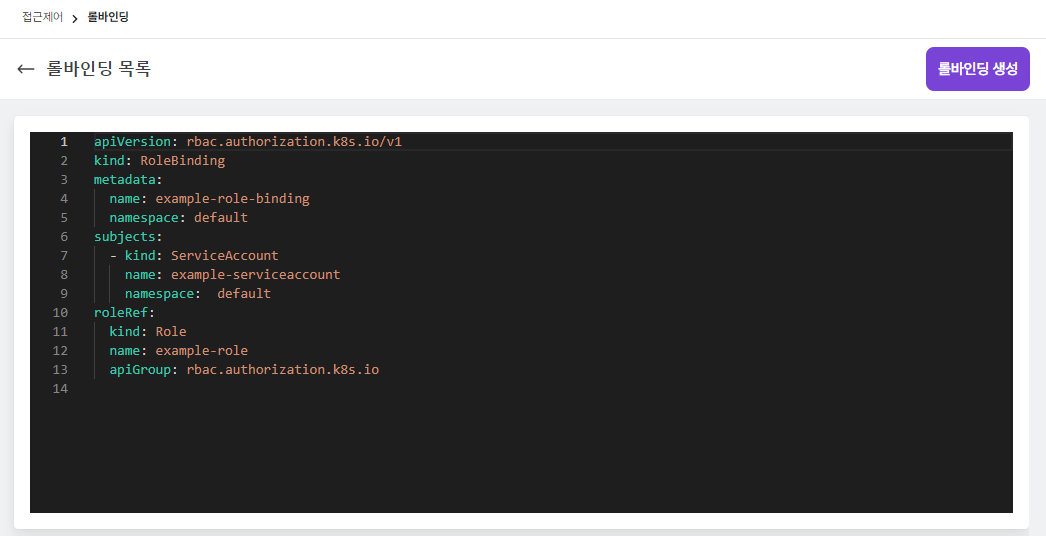 접근제어 > 롤바인딩
← 롤바인딩 목록
롤바인딩 생성
1 apiVersion: rbac.authorization.k8s.io/v1
2 kind: RoleBinding
3 metadata:
4   name: example-role-binding
5   namespace: default
6 subjects:
7   - kind: ServiceAccount
8     name: example-serviceaccount
9     namespace:  default
10 roleRef:
11   kind: Role
12   name: example-role
13   apiGroup: rbac.authorization.k8s.io
14